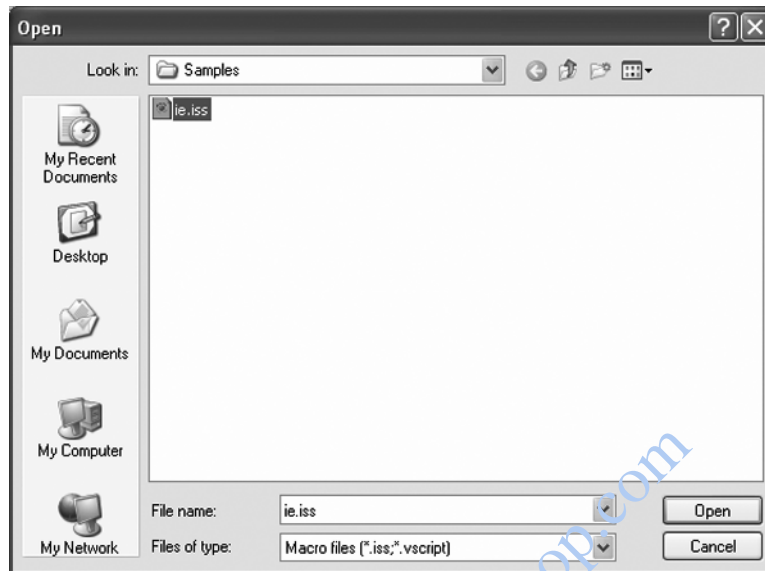 Open
Look in: Samples
ie.iss
My Recent
Documents
Desktop
My Documents
My Computer
My Network
File name: ie.iss Open
Files of type: Macro files (*.iss;*.vscript) Cancel